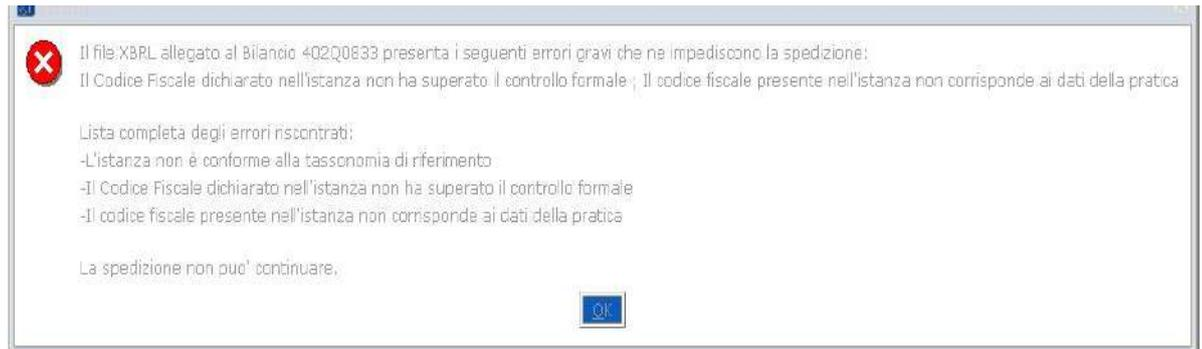 Il file XBRL allegato al Bilancio 402Q0833 presenta i seguenti errori gravi che ne impediscono la spedizione:
Il Codice Fiscale dichiarato nell'istanza non ha superato il controllo formale ; Il codice fiscale presente nell'istanza non corrisponde ai dati della pratica
Lista completa degli errori riscontrati:
-L'istanza non è conforme alla tassonomia di riferimento
-Il Codice Fiscale dichiarato nell'istanza non ha superato il controllo formale
-Il codice fiscale presente nell'istanza non corrisponde ai dati della pratica
La spedizione non puo' continuare.
OK